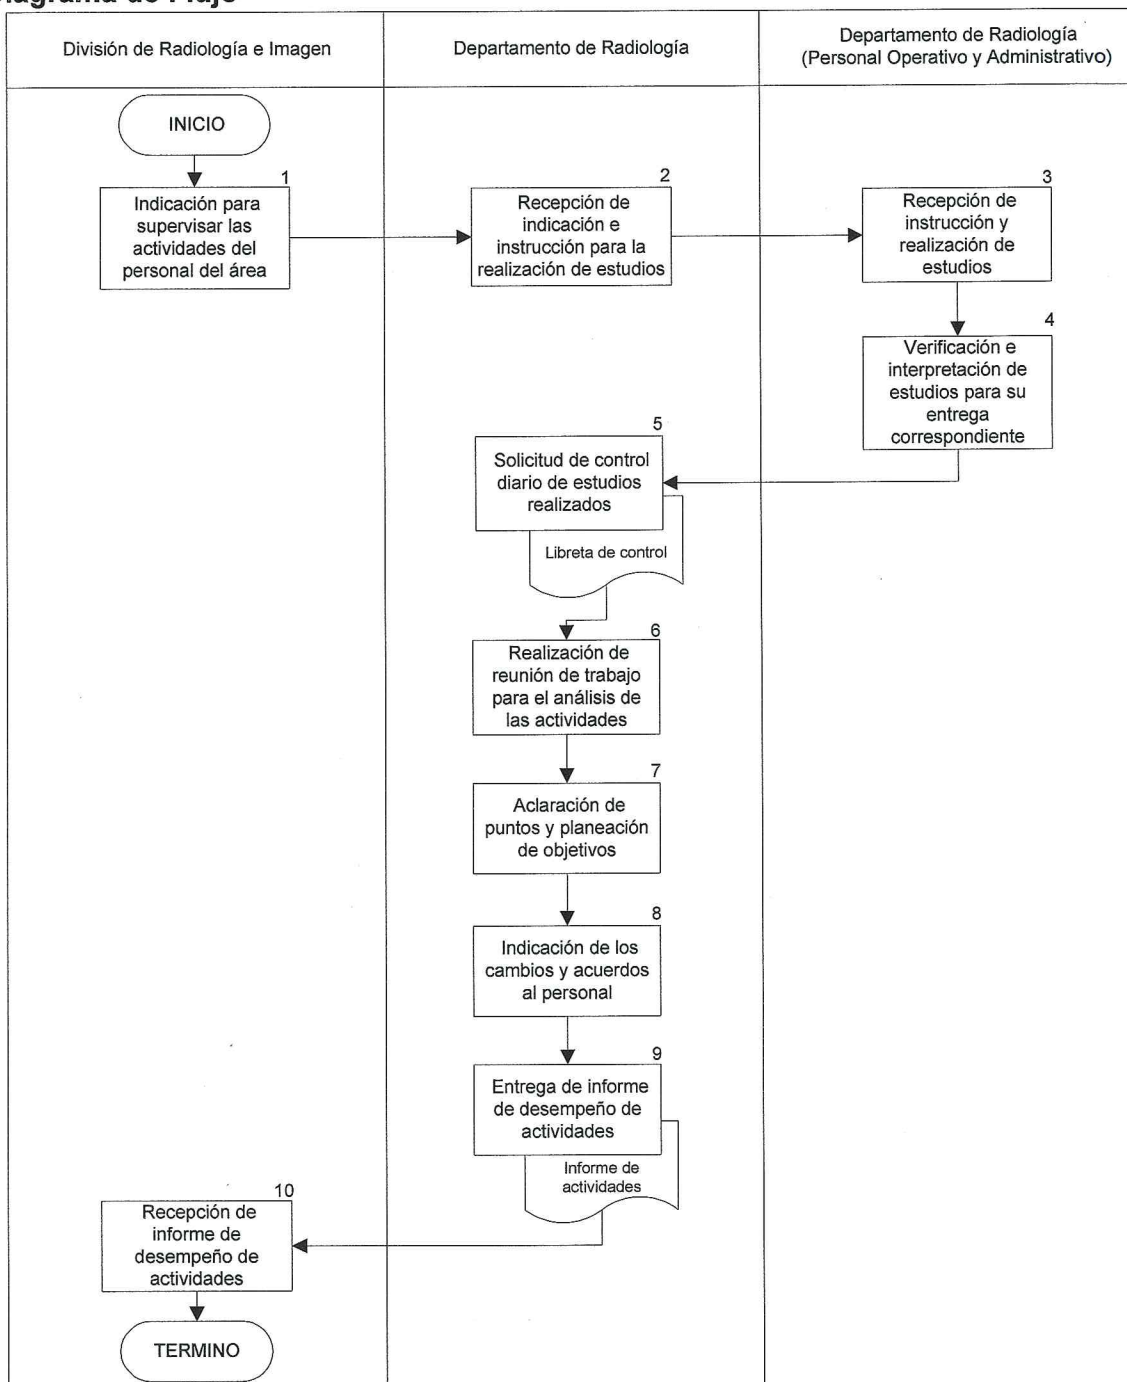 Diagrama de Flujo
División de Radiología e Imagen
Departamento de Radiología
Departamento de Radiología
(Personal Operativo y Administrativo)
INICIO
1
Indicación para
supervisar las
actividades del
personal del área
2
Recepción de
indicación e
instrucción para la
realización de estudios
3
Recepción de
instrucción y
realización de
estudios
4
Verificación e
interpretación de
estudios para su
entrega
correspondiente
5
Solicitud de control
diario de estudios
realizados
Libreta de control
6
Realización de
reunión de trabajo
para el análisis de
las actividades
7
Aclaración de
puntos y planeación
de objetivos
8
Indicación de los
cambios y acuerdos
al personal
9
Entrega de informe
de desempeño de
actividades
Informe de
actividades
10
Recepción de
informe de
desempeño de
actividades
TERMINO